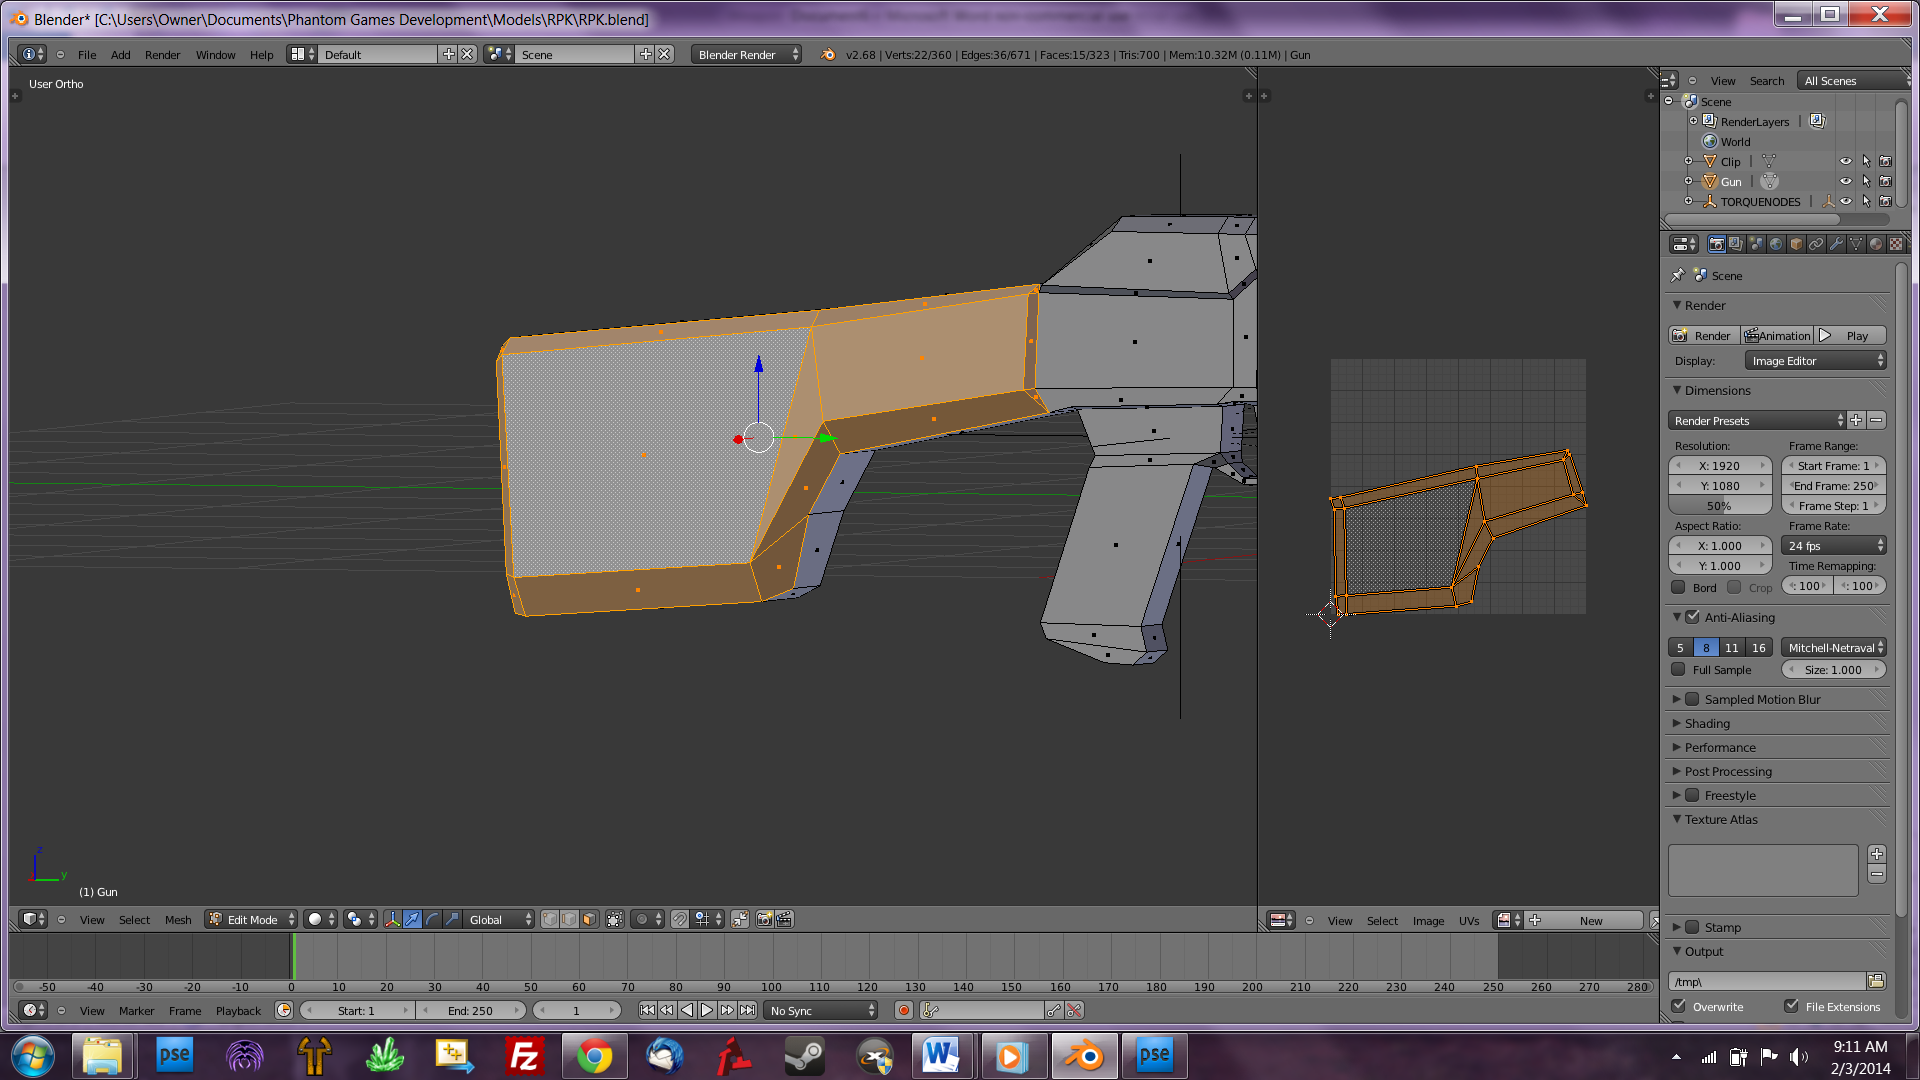 Blender* [C:\Users\Owner\Documents\Phantom Games Development\Models\RPK\RPK.blend]
File Add Render Window Help Default Scene Blender Render v2.68 | Verts:22/360 | Edges:36/671 | Faces:15/323 | Tris:700 | Mem:10.32M (0.11M) | Gun
User Ortho
View Search All Scenes
Scene
RenderLayers
World
Clip
Gun
TORQUENODES
Scene
Render
Render Animation Play
Display: Image Editor
Dimensions
Render Presets
Resolution: Frame Range:
X: 1920 Start Frame: 1
Y: 1080 End Frame: 250
50% Frame Step: 1
Aspect Ratio: Frame Rate:
X: 1.000 24 fps
Y: 1.000 Time Remapping:
Bord Crop : 100 : 100
Anti-Aliasing
5 8 11 16 Mitchell-Netraval
Full Sample Size: 1.000
Sampled Motion Blur
Shading
Performance
Post Processing
Freestyle
Texture Atlas
Stamp
Output
/tmp\
Overwrite File Extensions
z
y
(1) Gun
View Select Mesh Edit Mode Global
View Select Image UVs New
-50 -40 -30 -20 -10 0 10 20 30 40 50 60 70 80 90 100 110 120 130 140 150 160 170 180 190 200 210 220 230 240 250 260 270 280
View Marker Frame Playback Start: 1 End: 250 1 No Sync
pse
Fz
W
pse
9:11 AM
2/3/2014